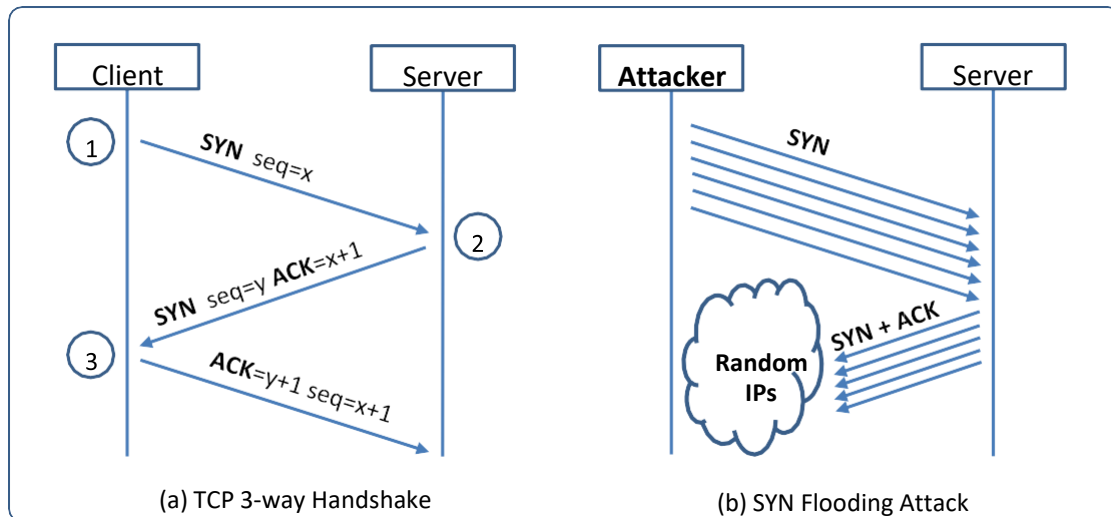 Client
Server
1
SYN seq=x
2
SYN seq=y ACK=x+1
3
ACK=y+1 seq=x+1
(a) TCP 3-way Handshake
Attacker
Server
SYN
SYN + ACK
Random
IPs
(b) SYN Flooding Attack